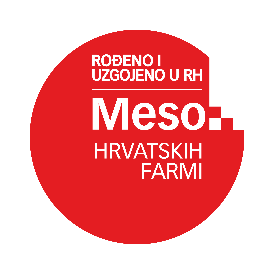 ROĐENO I
UZGOJENO U RH
Meso
HRVATSKIH
FARMI